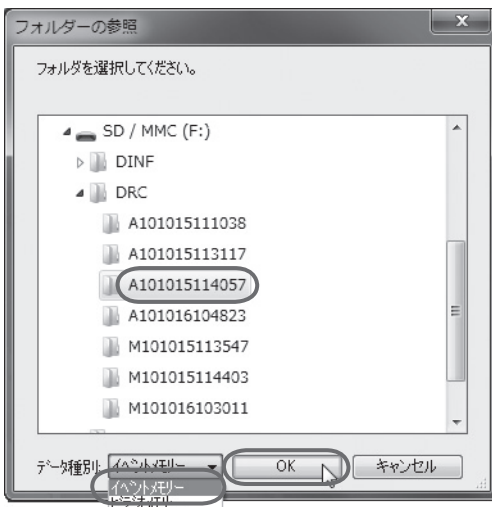 フォルダーの参照
フォルダを選択してください。
SD / MMC (F:)
DINF
DRC
A101015111038
A101015113117
A101015114057
A101016104823
M101015113547
M101015114403
M101016103011
データ種別: イベントメモリー OK キャンセル
イベントメモリー